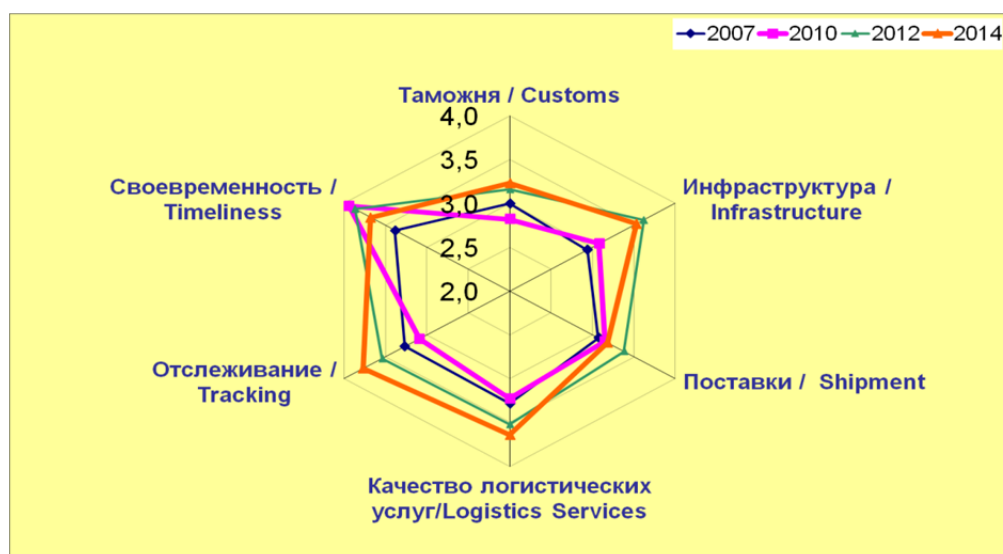 2007 2010 2012 2014
Таможня / Customs
4,0
3,5
3,0
2,5
2,0
Своевременность /
Timeliness
Инфраструктура /
Infrastructure
Отслеживание /
Tracking
Поставки / Shipment
Качество логистических
услуг/Logistics Services